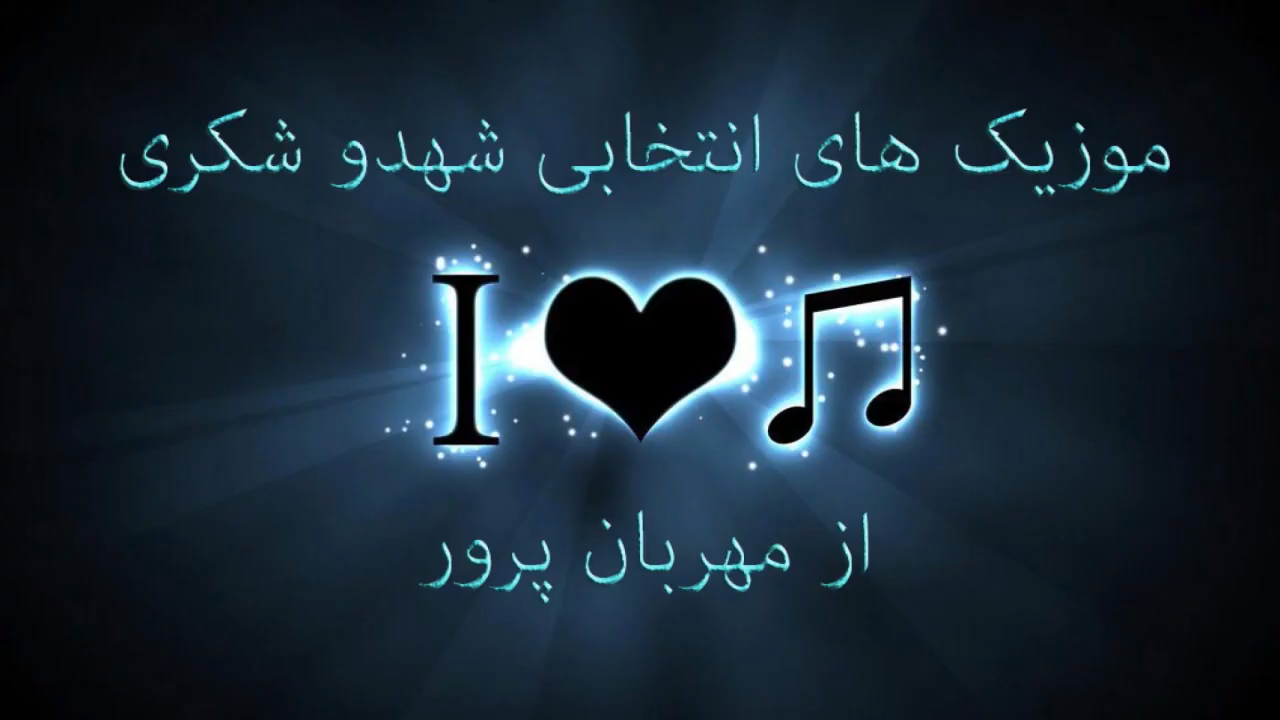 موزیک های انتخابی شهدو شکری
I ♥ ♫
از مهربان پرور